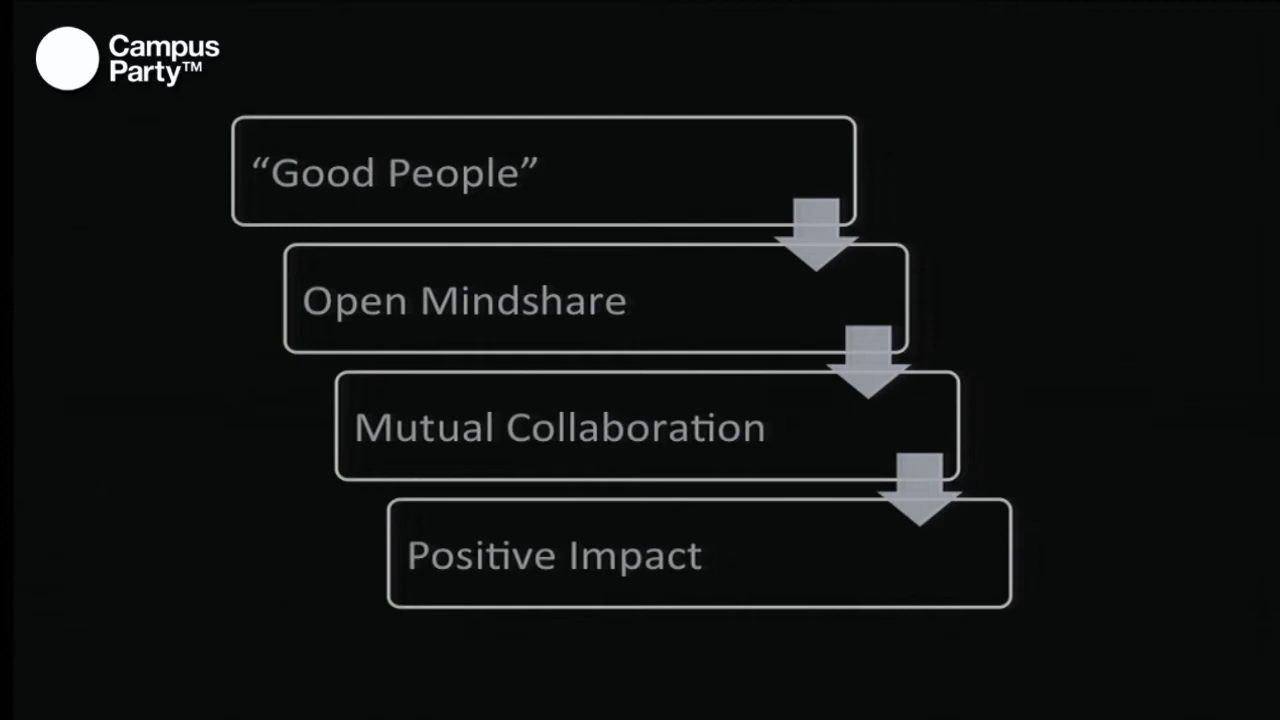 Campus
Party™
“Good People”
Open Mindshare
Mutual Collaboration
Positive Impact